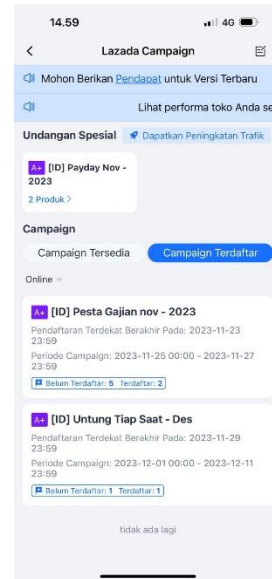 14.59
4G
Lazada Campaign
Mohon Berikan Pendapat untuk Versi Terbaru
Lihat performa toko Anda se
Undangan Spesial
Dapatkan Peningkatan Trafik
A+ [ID] Payday Nov -
2023
2 Produk >
Campaign
Campaign Tersedia
Campaign Terdaftar
Online
A+ [ID] Pesta Gajian nov - 2023
Pendaftaran Terdekat Berakhir Pada: 2023-11-23
23:59
Periode Campaign: 2023-11-25 00:00 - 2023-11-27
23:59
Belum Terdaftar: 5 Terdaftar: 2
A+ [ID] Untung Tiap Saat - Des
Pendaftaran Terdekat Berakhir Pada: 2023-11-29
23:59
Periode Campaign: 2023-12-01 00:00 - 2023-12-11
23:59
Belum Terdaftar: 1 Terdaftar: 1
tidak ada lagi